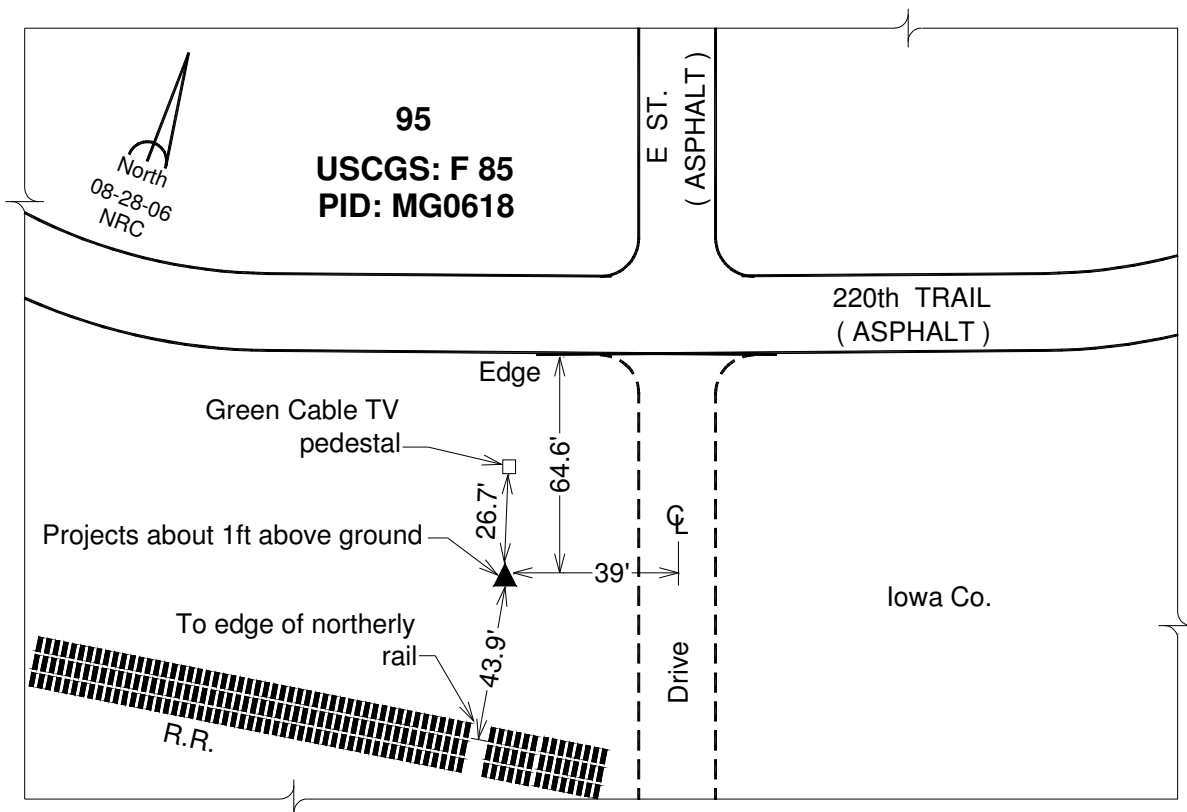 North
08-28-06
NRC
95
USCGS: F 85
PID: MG0618
E ST.
( ASPHALT )
220th TRAIL
( ASPHALT )
Edge
Green Cable TV
pedestal
64.6'
26.7'
Projects about 1ft above ground
CL
39'
Iowa Co.
To edge of northerly
rail
43.9'
Drive
R.R.